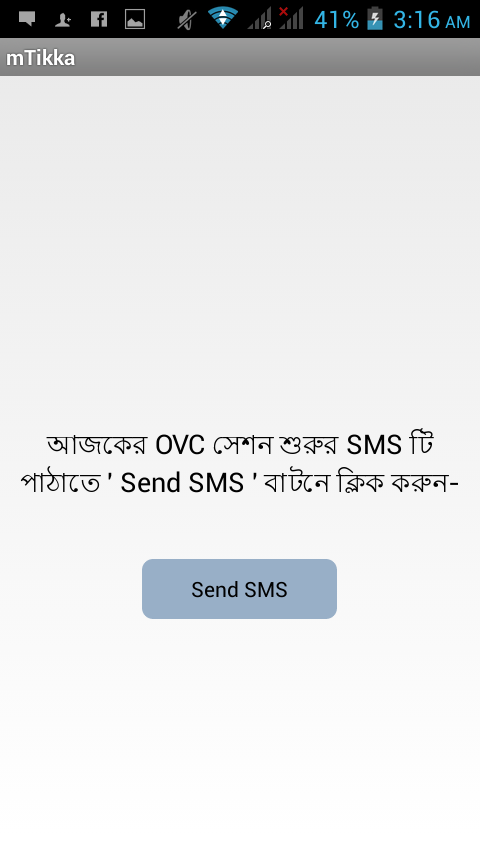 41% 3:16 AM
mTikka
আজকের OVC সেশন শুরুর SMS টি
পাঠাতে ' Send SMS ' বাটনে ক্লিক করুন-
Send SMS